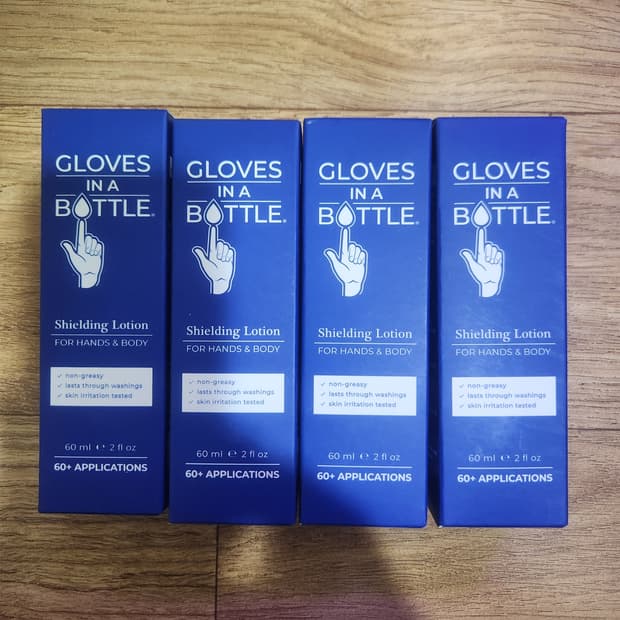 GLOVES
IN A
BOTTLE®
Shielding Lotion
FOR HANDS & BODY
✓ non-greasy
✓ lasts through washings
✓ skin irritation tested
60 ml ℮ 2 fl oz
60+ APPLICATIONS
GLOVES
IN A
BOTTLE®
Shielding Lotion
FOR HANDS & BODY
✓ non-greasy
✓ lasts through washings
✓ skin irritation tested
60 ml ℮ 2 fl oz
60+ APPLICATIONS
GLOVES
IN A
BOTTLE®
Shielding Lotion
FOR HANDS & BODY
✓ non-greasy
✓ lasts through washings
✓ skin irritation tested
60 ml ℮ 2 fl oz
60+ APPLICATIONS
GLOVES
IN A
BOTTLE®
Shielding Lotion
FOR HANDS & BODY
✓ non-greasy
✓ lasts through washings
✓ skin irritation tested
60 ml ℮ 2 fl oz
60+ APPLICATIONS